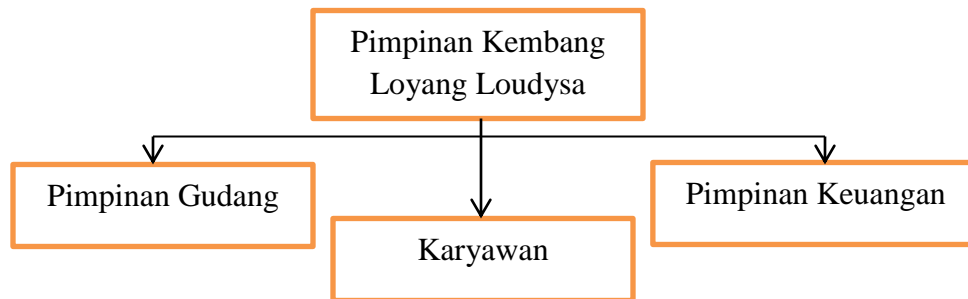 Pimpinan Kembang
Loyang Loudysa
Pimpinan Gudang
Pimpinan Keuangan
Karyawan